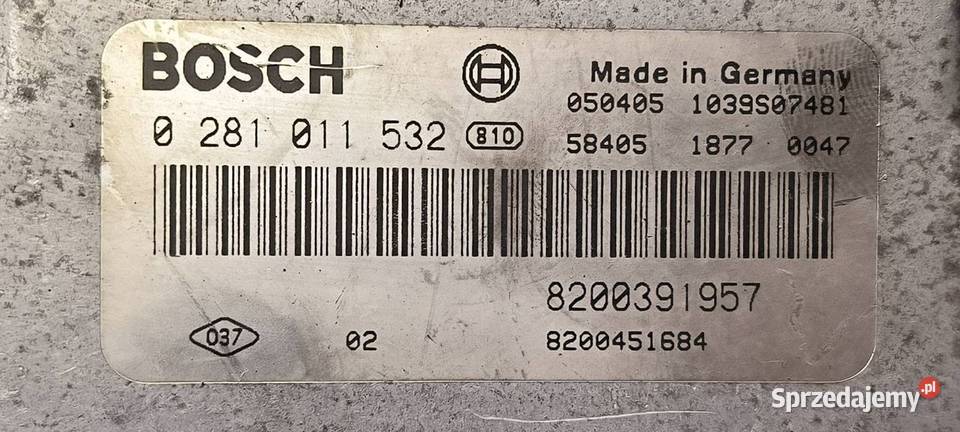 BOSCH
Made in Germany
050405 1039S07481
0 281 011 532 810
58405 1877 0047
8200391957
037 02 8200451684
Sprzedajemy.pl